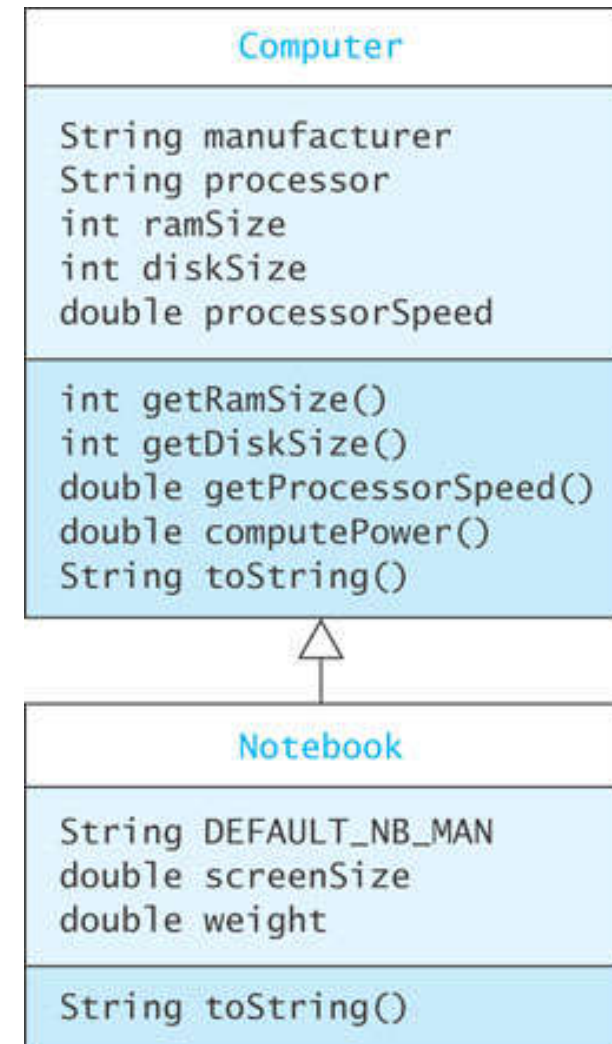 Computer
String manufacturer
String processor
int ramSize
int diskSize
double processorSpeed
int getRamSize()
int getDiskSize()
double getProcessorSpeed()
double computePower()
String toString()
Notebook
String DEFAULT_NB_MAN
double screenSize
double weight
String toString()